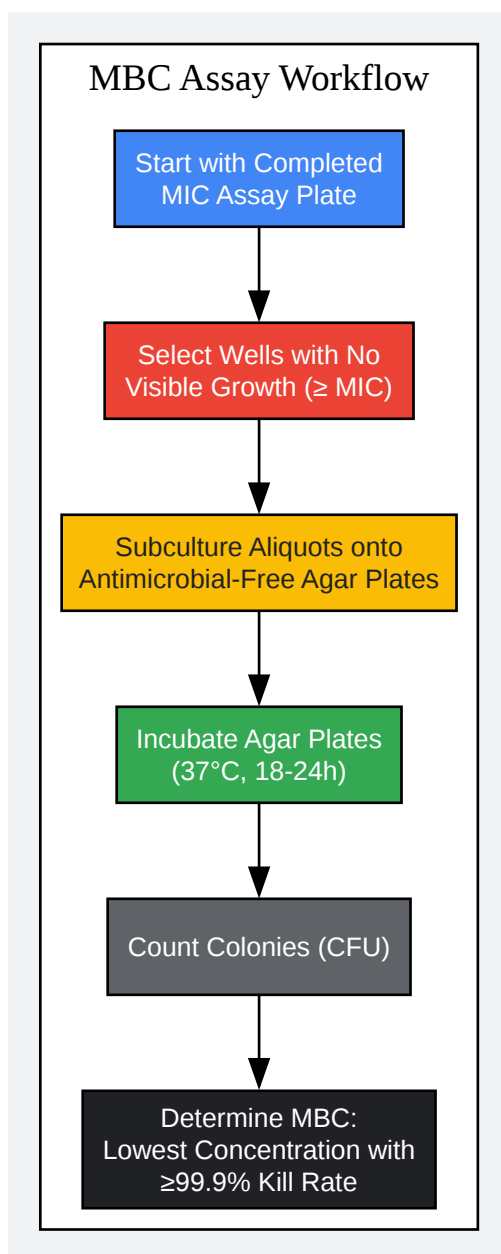 MBC Assay Workflow
Start with Completed
MIC Assay Plate
Select Wells with No
Visible Growth (≥ MIC)
Subculture Aliquots onto
Antimicrobial-Free Agar Plates
Incubate Agar Plates
(37°C, 18-24h)
Count Colonies (CFU)
Determine MBC:
Lowest Concentration with
≥99.9% Kill Rate